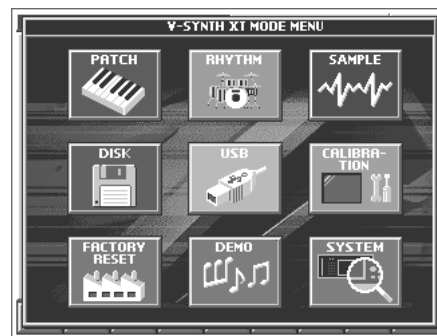 V-SYNTH XT MODE MENU
PATCH
RHYTHM
SAMPLE
DISK
USB
CALIBRA-
TION
FACTORY
RESET
DEMO
SYSTEM